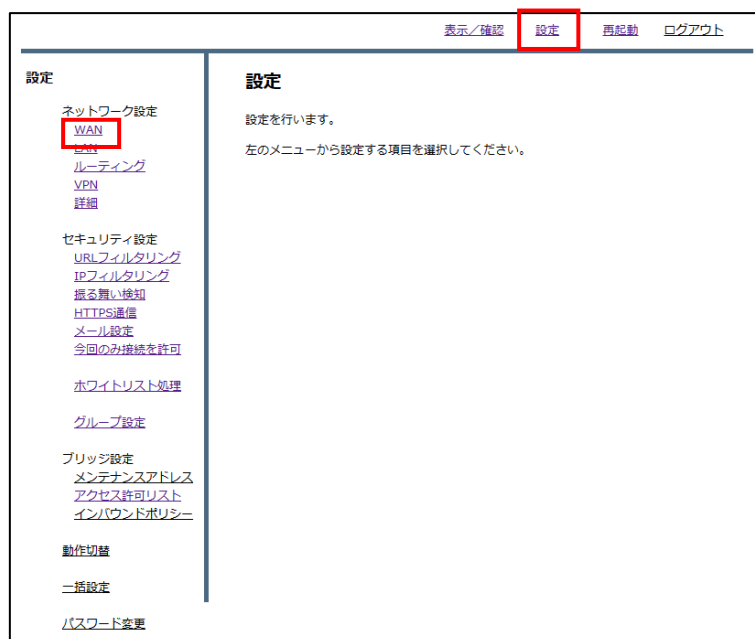 表示／確認 設定 再起動 ログアウト
設定
ネットワーク設定
WAN
LAN
ルーティング
VPN
詳細
セキュリティ設定
URLフィルタリング
IPフィルタリング
振る舞い検知
HTTPS通信
メール設定
今回のみ接続を許可
ホワイトリスト処理
グループ設定
ブリッジ設定
メンテナンスアドレス
アクセス許可リスト
インバウンドポリシー
動作切替
一括設定
パスワード変更
設定
設定を行います。
左のメニューから設定する項目を選択してください。